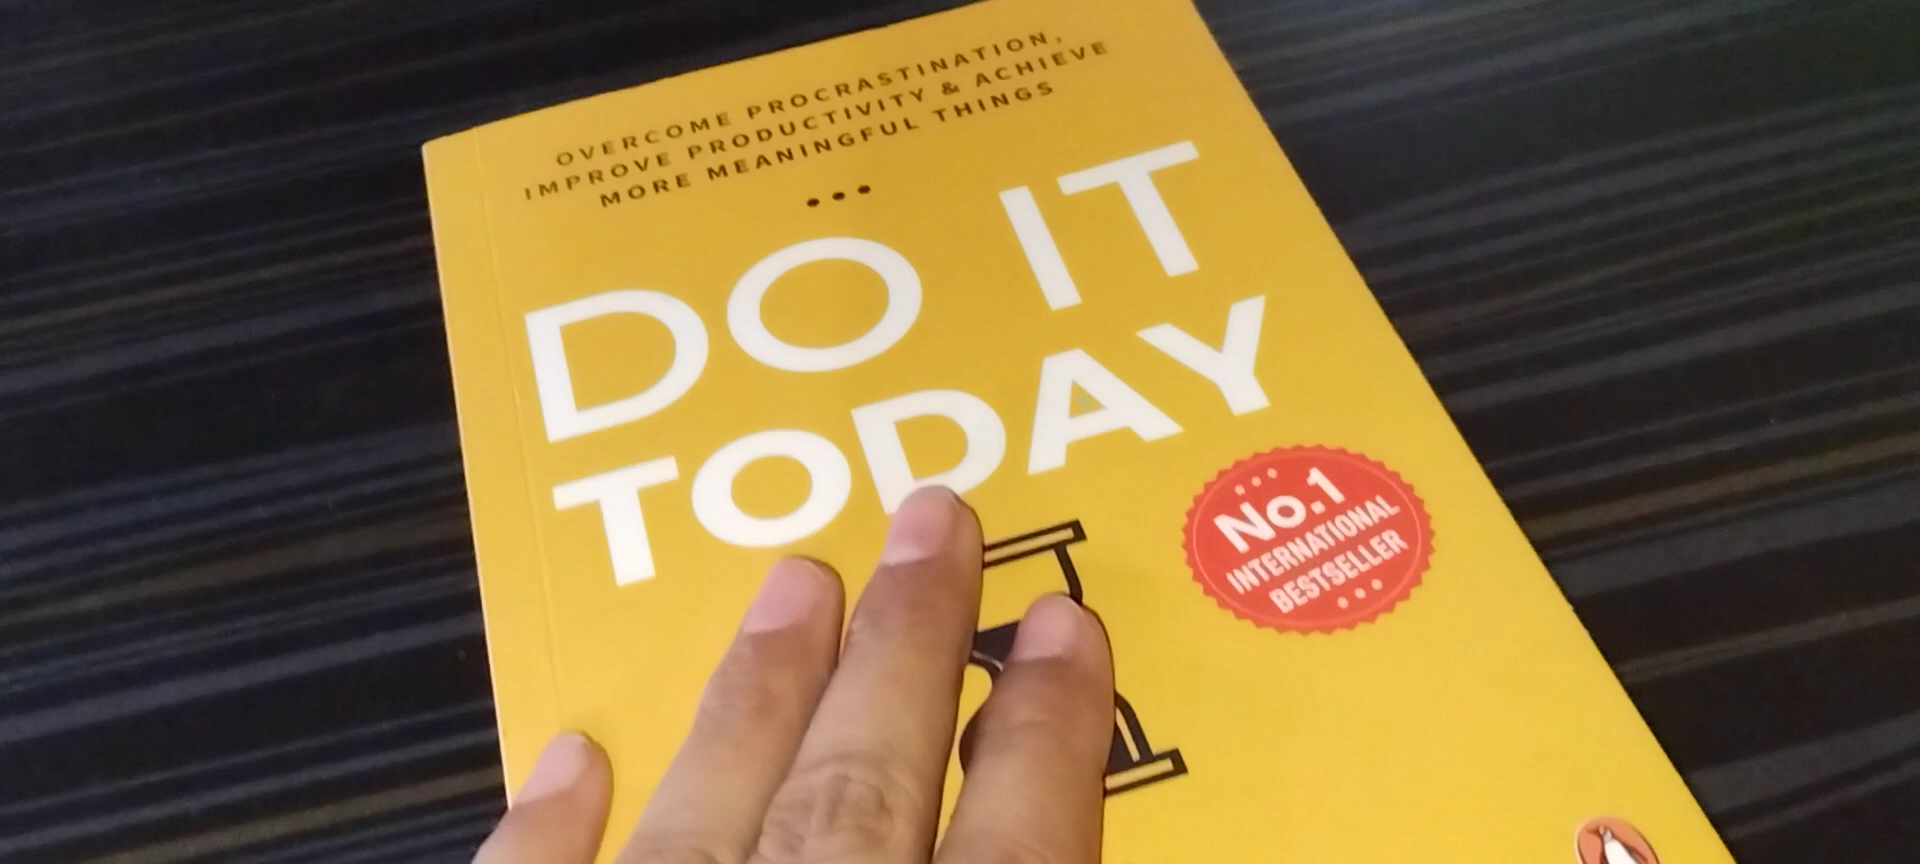 OVERCOME PROCRASTINATION,
IMPROVE PRODUCTIVITY & ACHIEVE
MORE MEANINGFUL THINGS
DO IT
TODAY
No.1
INTERNATIONAL
BESTSELLER